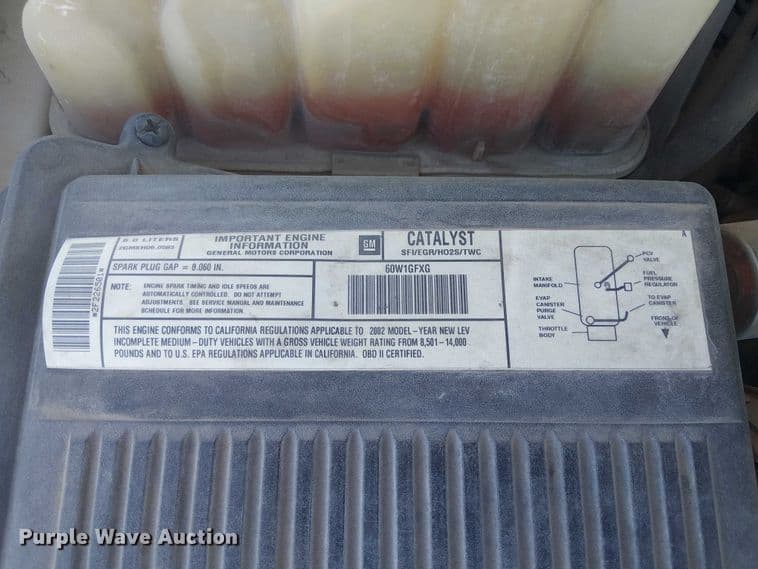 6.0 LITERS
IMPORTANT ENGINE
INFORMATION
GENERAL MOTORS CORPORATION
GM
CATALYST
SFI/EGR/HO2S/TWC
SPARK PLUG GAP = 0.060 IN.
60W1GFXG
NOTE: ENGINE SPARK TIMING AND IDLE SPEEDS ARE
AUTOMATICALLY CONTROLLED. DO NOT ATTEMPT
ADJUSTMENTS. SEE SERVICE MANUAL AND MAINTENANCE
SCHEDULE FOR MORE INFORMATION.
THIS ENGINE CONFORMS TO CALIFORNIA REGULATIONS APPLICABLE TO 2002 MODEL-YEAR NEW LEV
INCOMPLETE MEDIUM-DUTY VEHICLES WITH A GROSS VEHICLE WEIGHT RATING FROM 8,501-14,000
POUNDS AND TO U.S. EPA REGULATIONS APPLICABLE IN CALIFORNIA. OBD II CERTIFIED.
A
PCV
VALVE
INTAKE
MANIFOLD
FUEL
PRESSURE
REGULATOR
EVAP
CANISTER
PURGE
VALVE
TO EVAP
CANISTER
THROTTLE
BODY
FRONT OF
VEHICLE
Purple Wave Auction